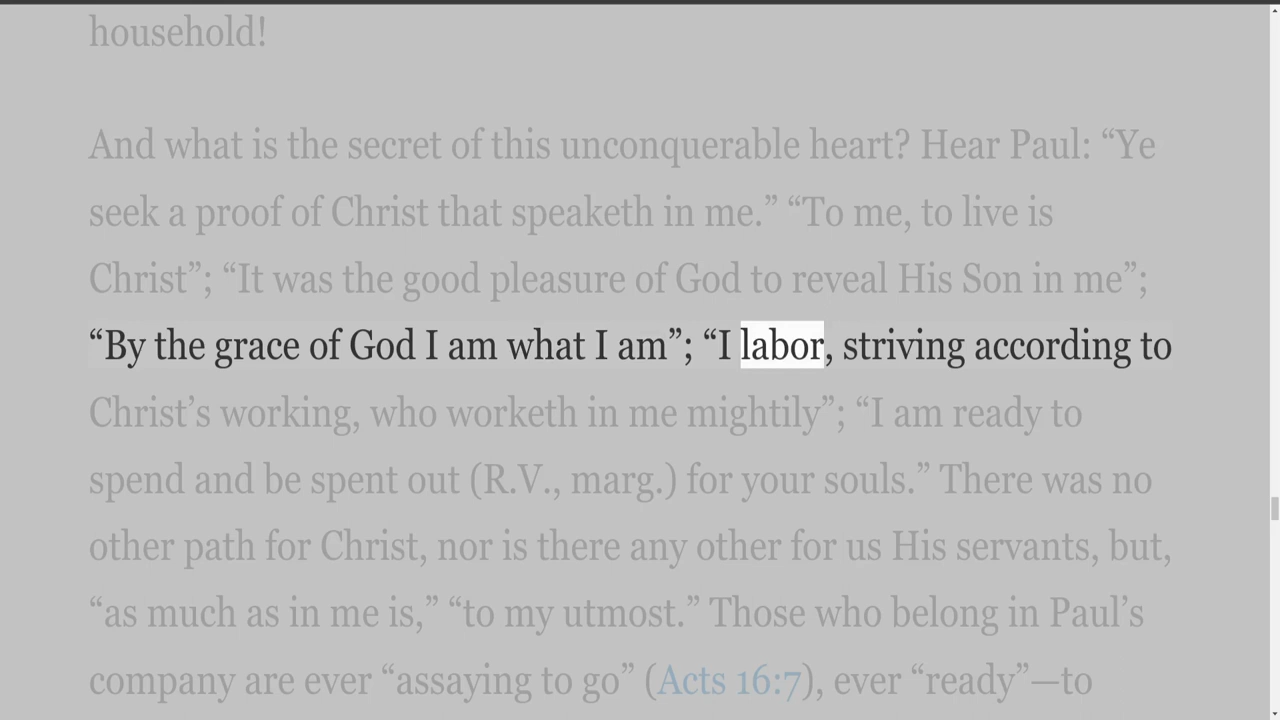 household!
And what is the secret of this unconquerable heart? Hear Paul: “Ye
seek a proof of Christ that speaketh in me.” “To me, to live is
Christ”; “It was the good pleasure of God to reveal His Son in me”;
“By the grace of God I am what I am”; “I labor, striving according to
Christ’s working, who worketh in me mightily”; “I am ready to
spend and be spent out (R.V., marg.) for your souls.” There was no
other path for Christ, nor is there any other for us His servants, but,
“as much as in me is,” “to my utmost.” Those who belong in Paul’s
company are ever “assaying to go” (Acts 16:7), ever “ready”—to